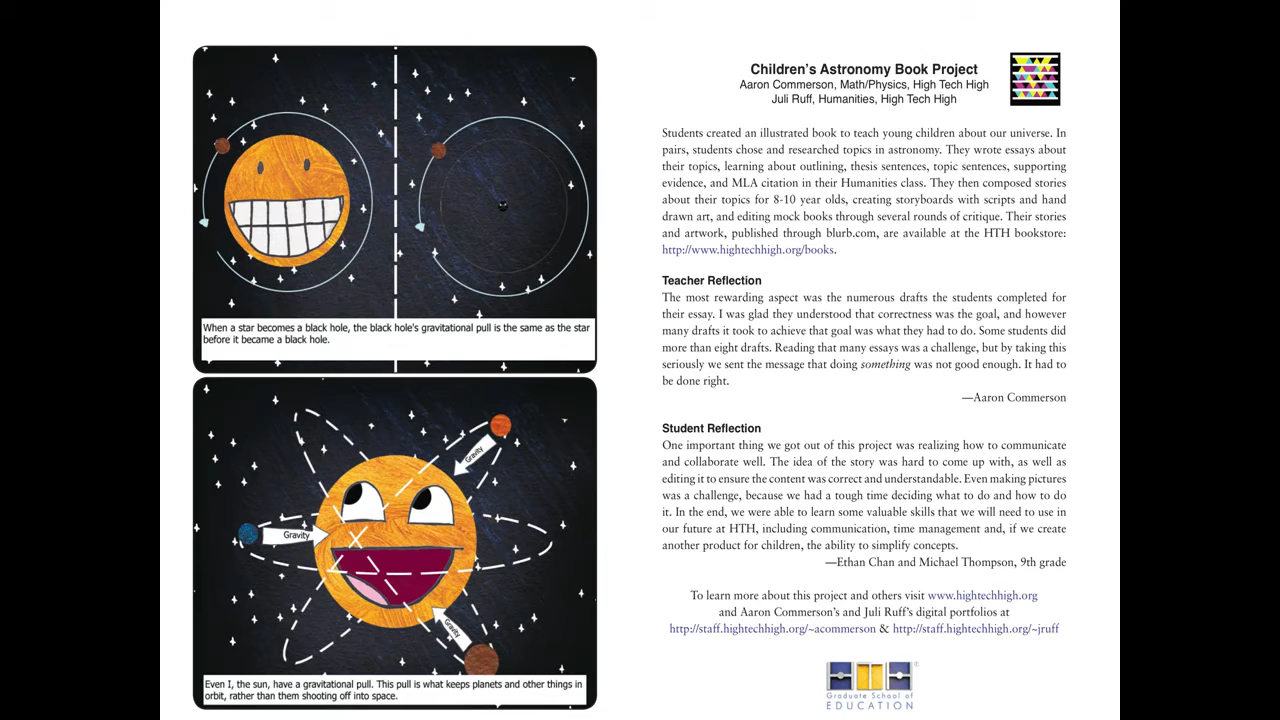 When a star becomes a black hole, the black hole's gravitational pull is the same as the star
before it became a black hole.
Gravity
Gravity
Gravity
Even I, the sun, have a gravitational pull. This pull is what keeps planets and other things in
orbit, rather than them shooting off into space.
Children's Astronomy Book Project
Aaron Commerson, Math/Physics, High Tech High
Juli Ruff, Humanities, High Tech High
Students created an illustrated book to teach young children about our universe. In
pairs, students chose and researched topics in astronomy. They wrote essays about
their topics, learning about outlining, thesis sentences, topic sentences, supporting
evidence, and MLA citation in their Humanities class. They then composed stories
about their topics for 8-10 year olds, creating storyboards with scripts and hand
drawn art, and editing mock books through several rounds of critique. Their stories
and artwork, published through blurb.com, are available at the HTH bookstore:
http://www.hightechhigh.org/books.
Teacher Reflection
The most rewarding aspect was the numerous drafts the students completed for
their essay. I was glad they understood that correctness was the goal, and however
many drafts it took to achieve that goal was what they had to do. Some students did
more than eight drafts. Reading that many essays was a challenge, but by taking this
seriously we sent the message that doing something was not good enough. It had to
be done right.
—Aaron Commerson
Student Reflection
One important thing we got out of this project was realizing how to communicate
and collaborate well. The idea of the story was hard to come up with, as well as
editing it to ensure the content was correct and understandable. Even making pictures
was a challenge, because we had a tough time deciding what to do and how to do
it. In the end, we were able to learn some valuable skills that we will need to use in
our future at HTH, including communication, time management and, if we create
another product for children, the ability to simplify concepts.
—Ethan Chan and Michael Thompson, 9th grade
To learn more about this project and others visit www.hightechhigh.org
and Aaron Commerson's and Juli Ruff's digital portfolios at
http://staff.hightechhigh.org/~acommerson & http://staff.hightechhigh.org/~jruff
HTH ®
Graduate School of
EDUCATION